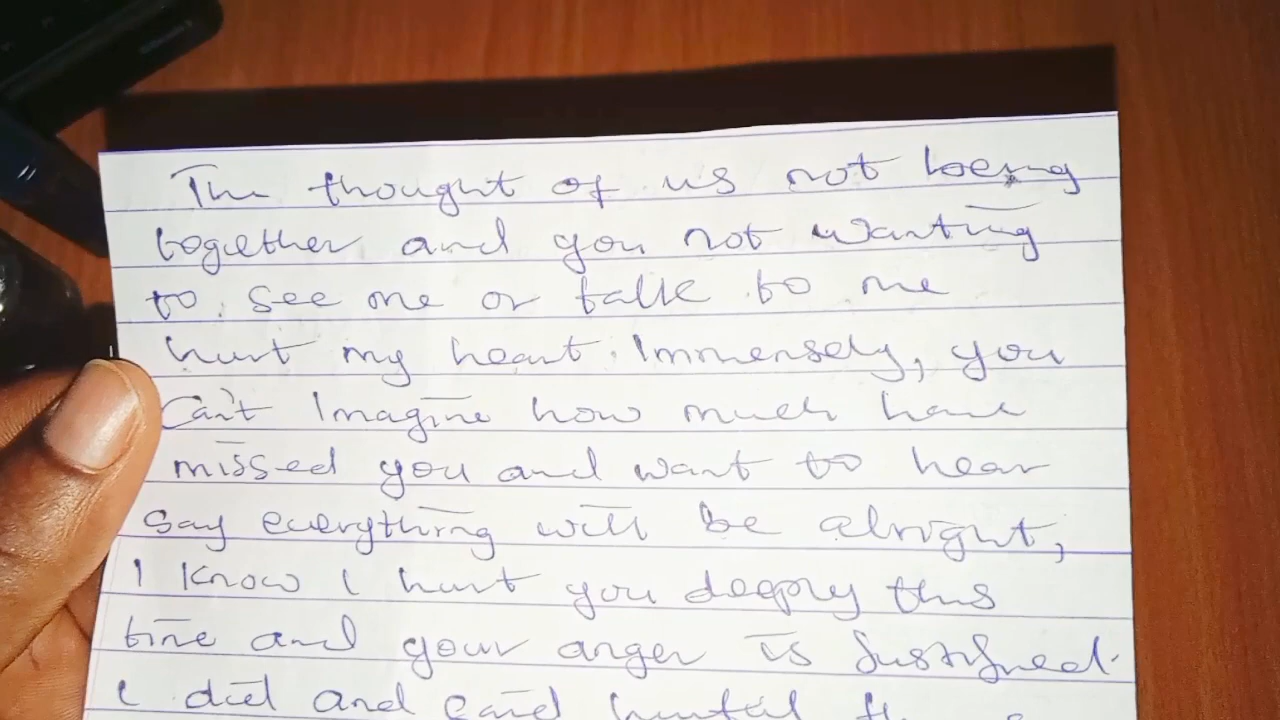 The thought of us not being
together and you not wanting
to see me or talk to me
hurt my heart immensely, you
Can't Imagine how much have
missed you and want to hear
say everything will be alright,
I know I hurt you deeply this
time and your anger is Justified.
I did and said hurtful